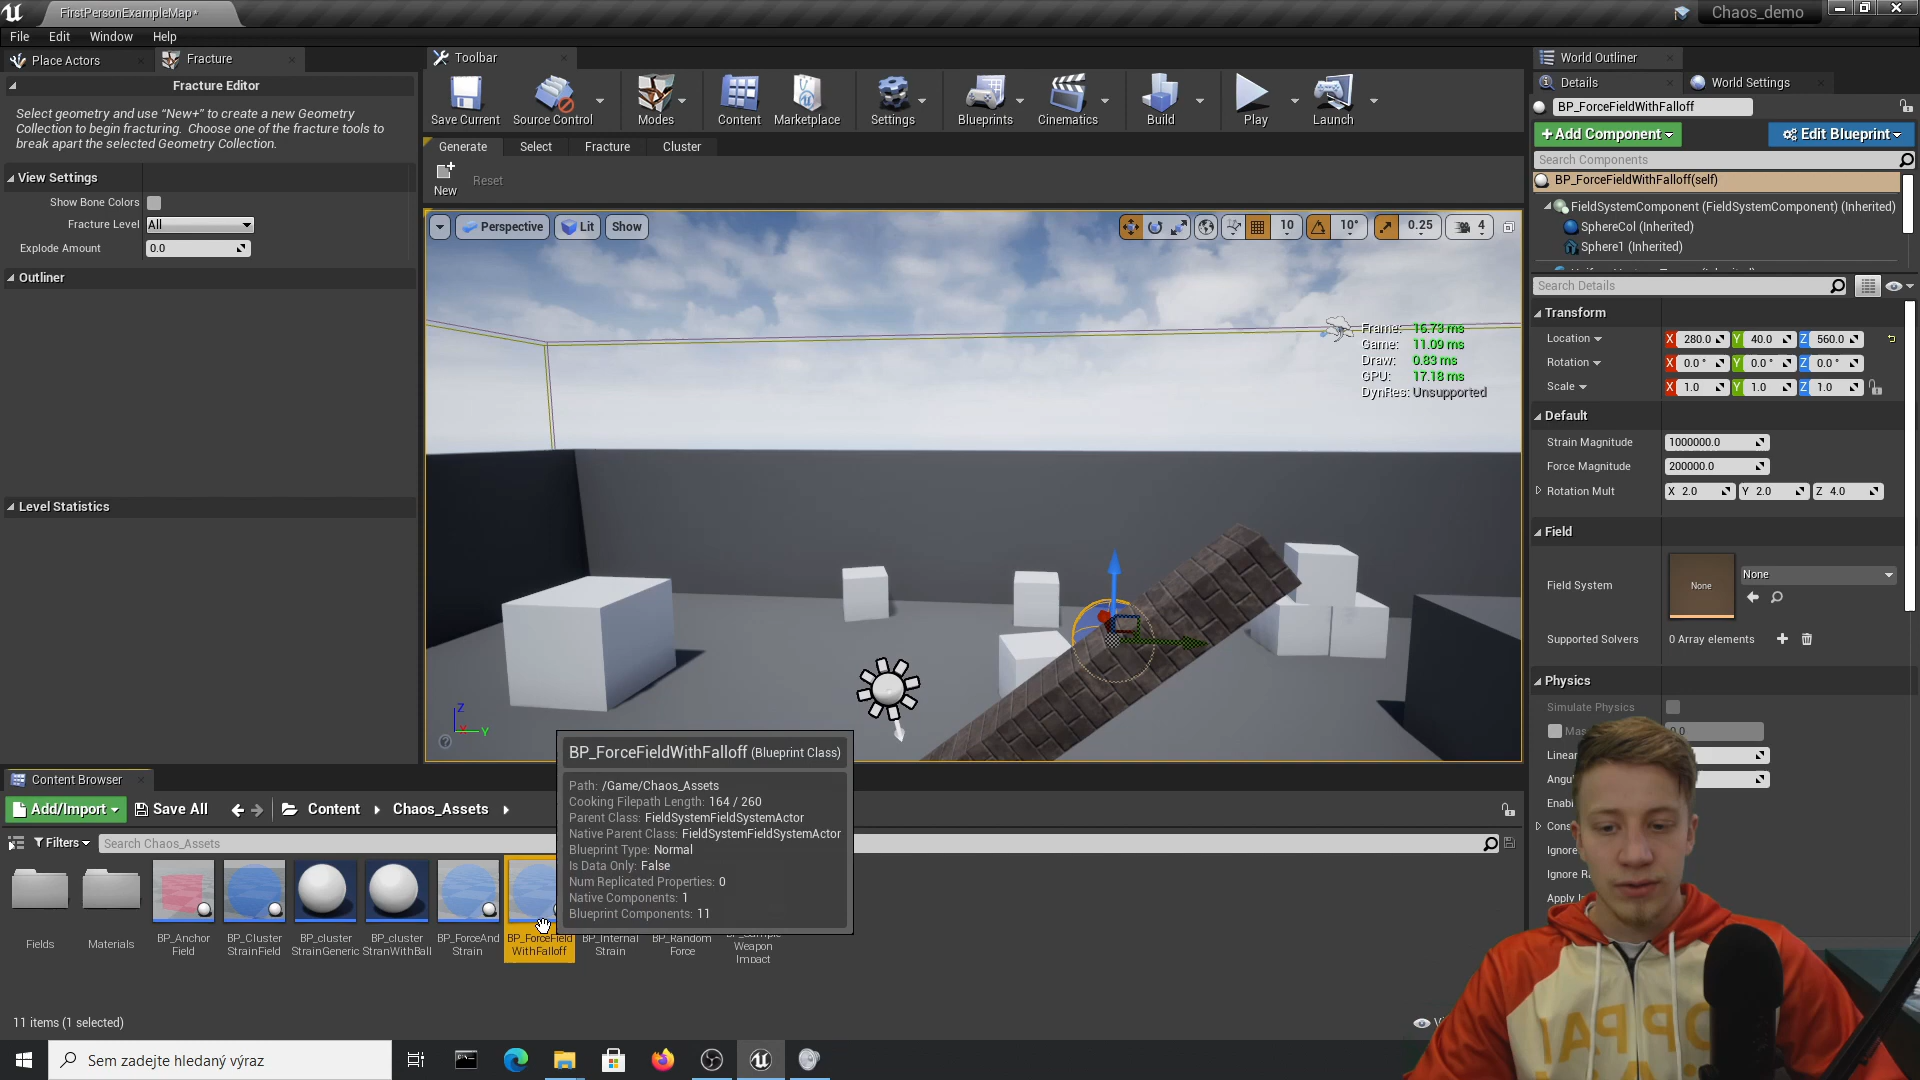 FirstPersonExampleMap*
Chaos_demo
File Edit Window Help
Place Actors
Fracture
Toolbar
World Outliner
Fracture Editor
Details
World Settings
Select geometry and use "New+" to create a new Geometry
Collection to begin fracturing. Choose one of the fracture tools to
break apart the selected Geometry Collection.
Save Current
Source Control
Modes
Content
Marketplace
Settings
Blueprints
Cinematics
Build
Play
Launch
BP_ForceFieldWithFalloff
+Add Component
Edit Blueprint
Generate
Select
Fracture
Cluster
New
Reset
Search Components
BP_ForceFieldWithFalloff(self)
FieldSystemComponent (FieldSystemComponent) (Inherited)
SphereCol (Inherited)
Sphere1 (Inherited)
View Settings
Show Bone Colors
Fracture Level All
Explode Amount 0.0
Outliner
Level Statistics
Perspective
Lit
Show
10
10°
0.25
4
Frame: 16.73 ms
Game: 11.09 ms
Draw: 0.83 ms
GPU: 17.18 ms
DynRes: Unsupported
Z
X
Y
Search Details
Transform
Location X 280.0 Y 40.0 Z 560.0
Rotation X 0.0 ° Y 0.0 ° Z 0.0 °
Scale X 1.0 Y 1.0 Z 1.0
Default
Strain Magnitude 1000000.0
Force Magnitude 200000.0
Rotation Mult X 2.0 Y 2.0 Z 4.0
Field
Field System None None
Supported Solvers 0 Array elements
Physics
Simulate Physics
Linea
Angu
Enabl
Cons
Ignore
Ignore Ra
Apply I
Content Browser
Add/Import
Save All
Content
Chaos_Assets
Filters
Search Chaos_Assets
BP_ForceFieldWithFalloff (Blueprint Class)
Path: /Game/Chaos_Assets
Cooking Filepath Length: 164 / 260
Parent Class: FieldSystemFieldSystemActor
Native Parent Class: FieldSystemFieldSystemActor
Blueprint Type: Normal
Is Data Only: False
Num Replicated Properties: 0
Native Components: 1
Blueprint Components: 11
Fields
Materials
BP_Anchor
Field
BP_Cluster
StrainField
BP_cluster
StrainGeneric
BP_cluster
StranWithBall
BP_ForceAnd
Strain
BP_ForceField
WithFalloff
BP_Internal
Strain
BP_Random
Force
Weapon
Impact
11 items (1 selected)
Sem zadejte hledaný výraz